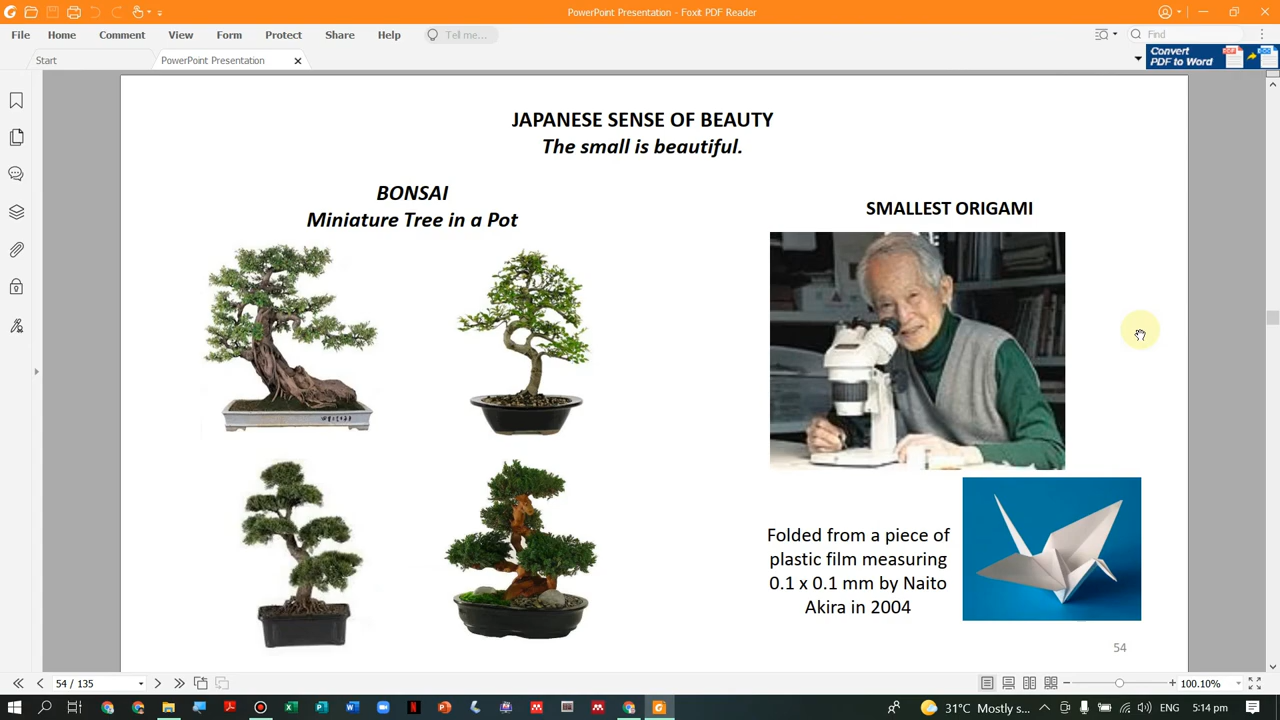 PowerPoint Presentation - Foxit PDF Reader
File Home Comment View Form Protect Share Help Tell me... Find
Start PowerPoint Presentation
Convert
PDF to Word
JAPANESE SENSE OF BEAUTY
The small is beautiful.
BONSAI
Miniature Tree in a Pot
SMALLEST ORIGAMI
Folded from a piece of
plastic film measuring
0.1 x 0.1 mm by Naito
Akira in 2004
54
54 / 135
100.10%
31°C Mostly s... ENG 5:14 pm